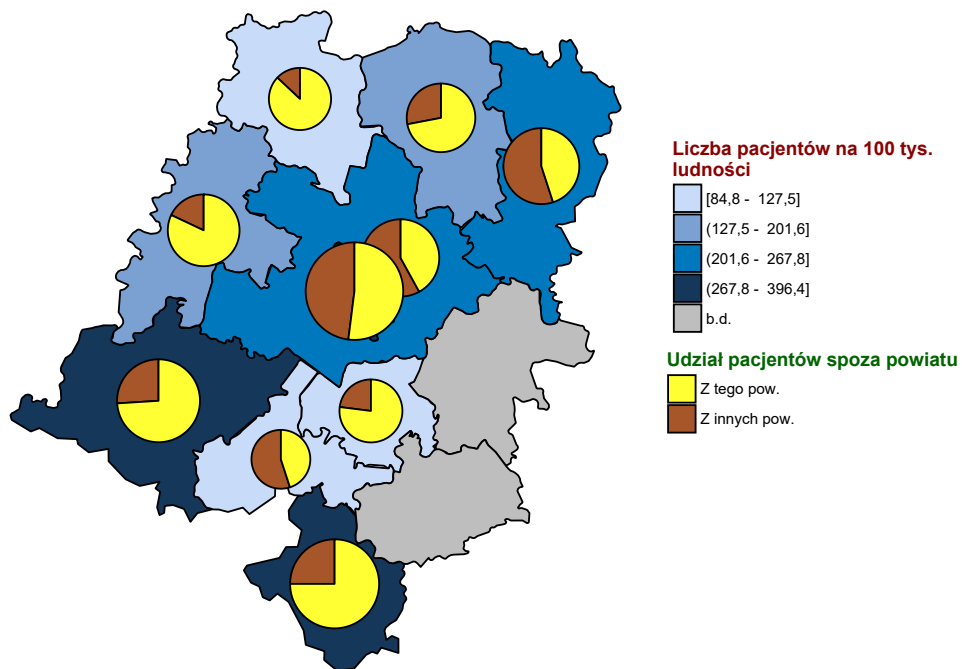 Liczba pacjentów na 100 tys.
ludności
[84,8 - 127,5]
(127,5 - 201,6]
(201,6 - 267,8]
(267,8 - 396,4]
b.d.
Udział pacjentów spoza powiatu
Z tego pow.
Z innych pow.